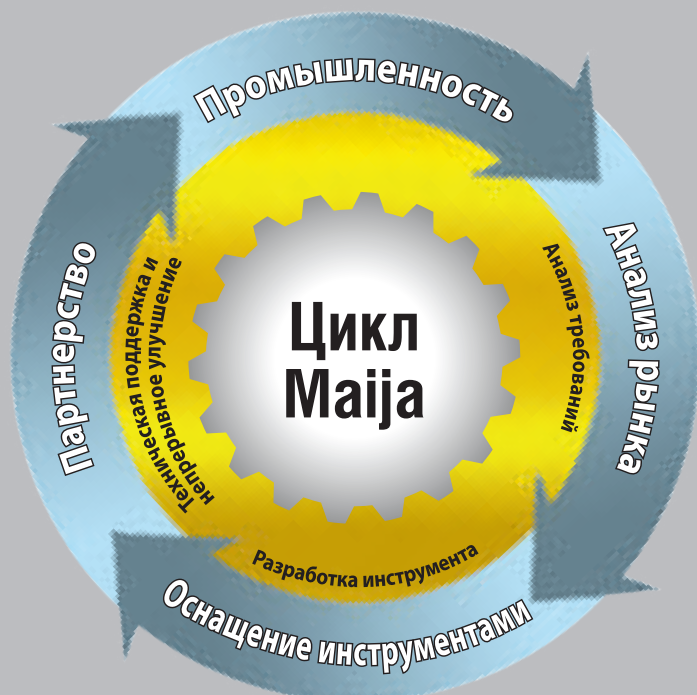 Промышленность
Анализ рынка
Оснащение инструментами
Партнерство
Анализ требований
Разработка инструмента
Техническая поддержка и
непрерывное улучшение
Цикл
Maija